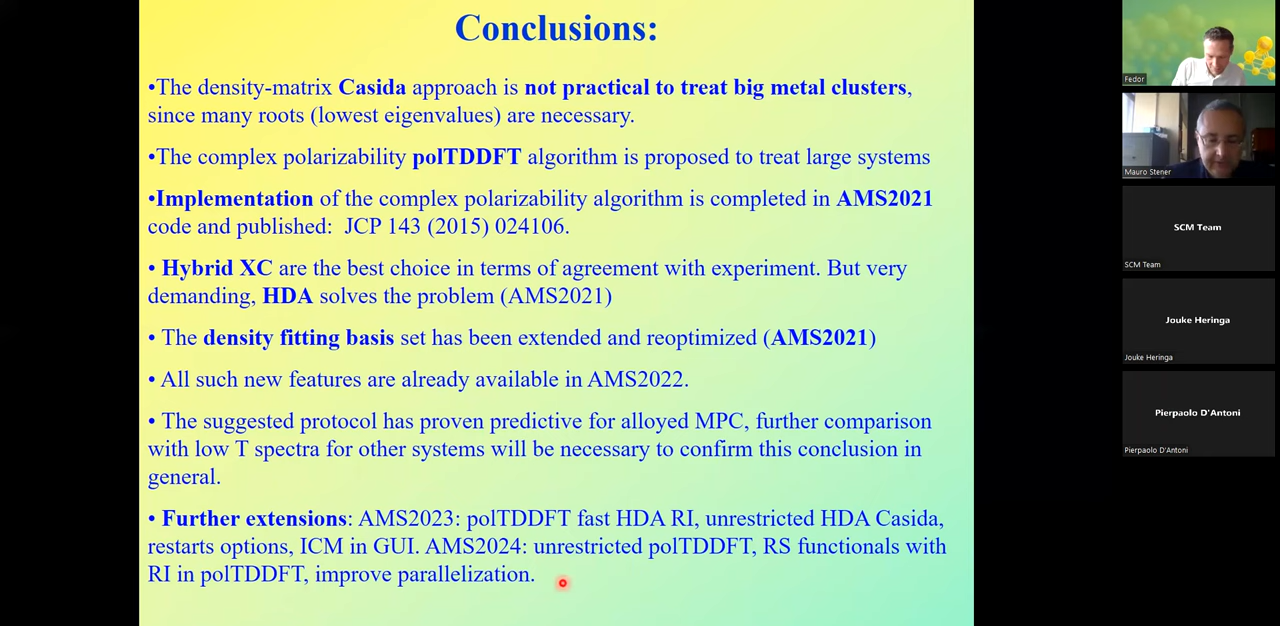 Conclusions:
•The density-matrix Casida approach is not practical to treat big metal clusters,
since many roots (lowest eigenvalues) are necessary.
•The complex polarizability polTDDFT algorithm is proposed to treat large systems
•Implementation of the complex polarizability algorithm is completed in AMS2021
code and published:  JCP 143 (2015) 024106.
• Hybrid XC are the best choice in terms of agreement with experiment. But very
demanding, HDA solves the problem (AMS2021)
• The density fitting basis set has been extended and reoptimized (AMS2021)
• All such new features are already available in AMS2022.
• The suggested protocol has proven predictive for alloyed MPC, further comparison
with low T spectra for other systems will be necessary to confirm this conclusion in
general.
• Further extensions: AMS2023: polTDDFT fast HDA RI, unrestricted HDA Casida,
restarts options, ICM in GUI. AMS2024: unrestricted polTDDFT, RS functionals with
RI in polTDDFT, improve parallelization.
Fedor
Mauro Stener
SCM Team
SCM Team
Jouke Heringa
Jouke Heringa
Pierpaolo D'Antoni
Pierpaolo D'Antoni